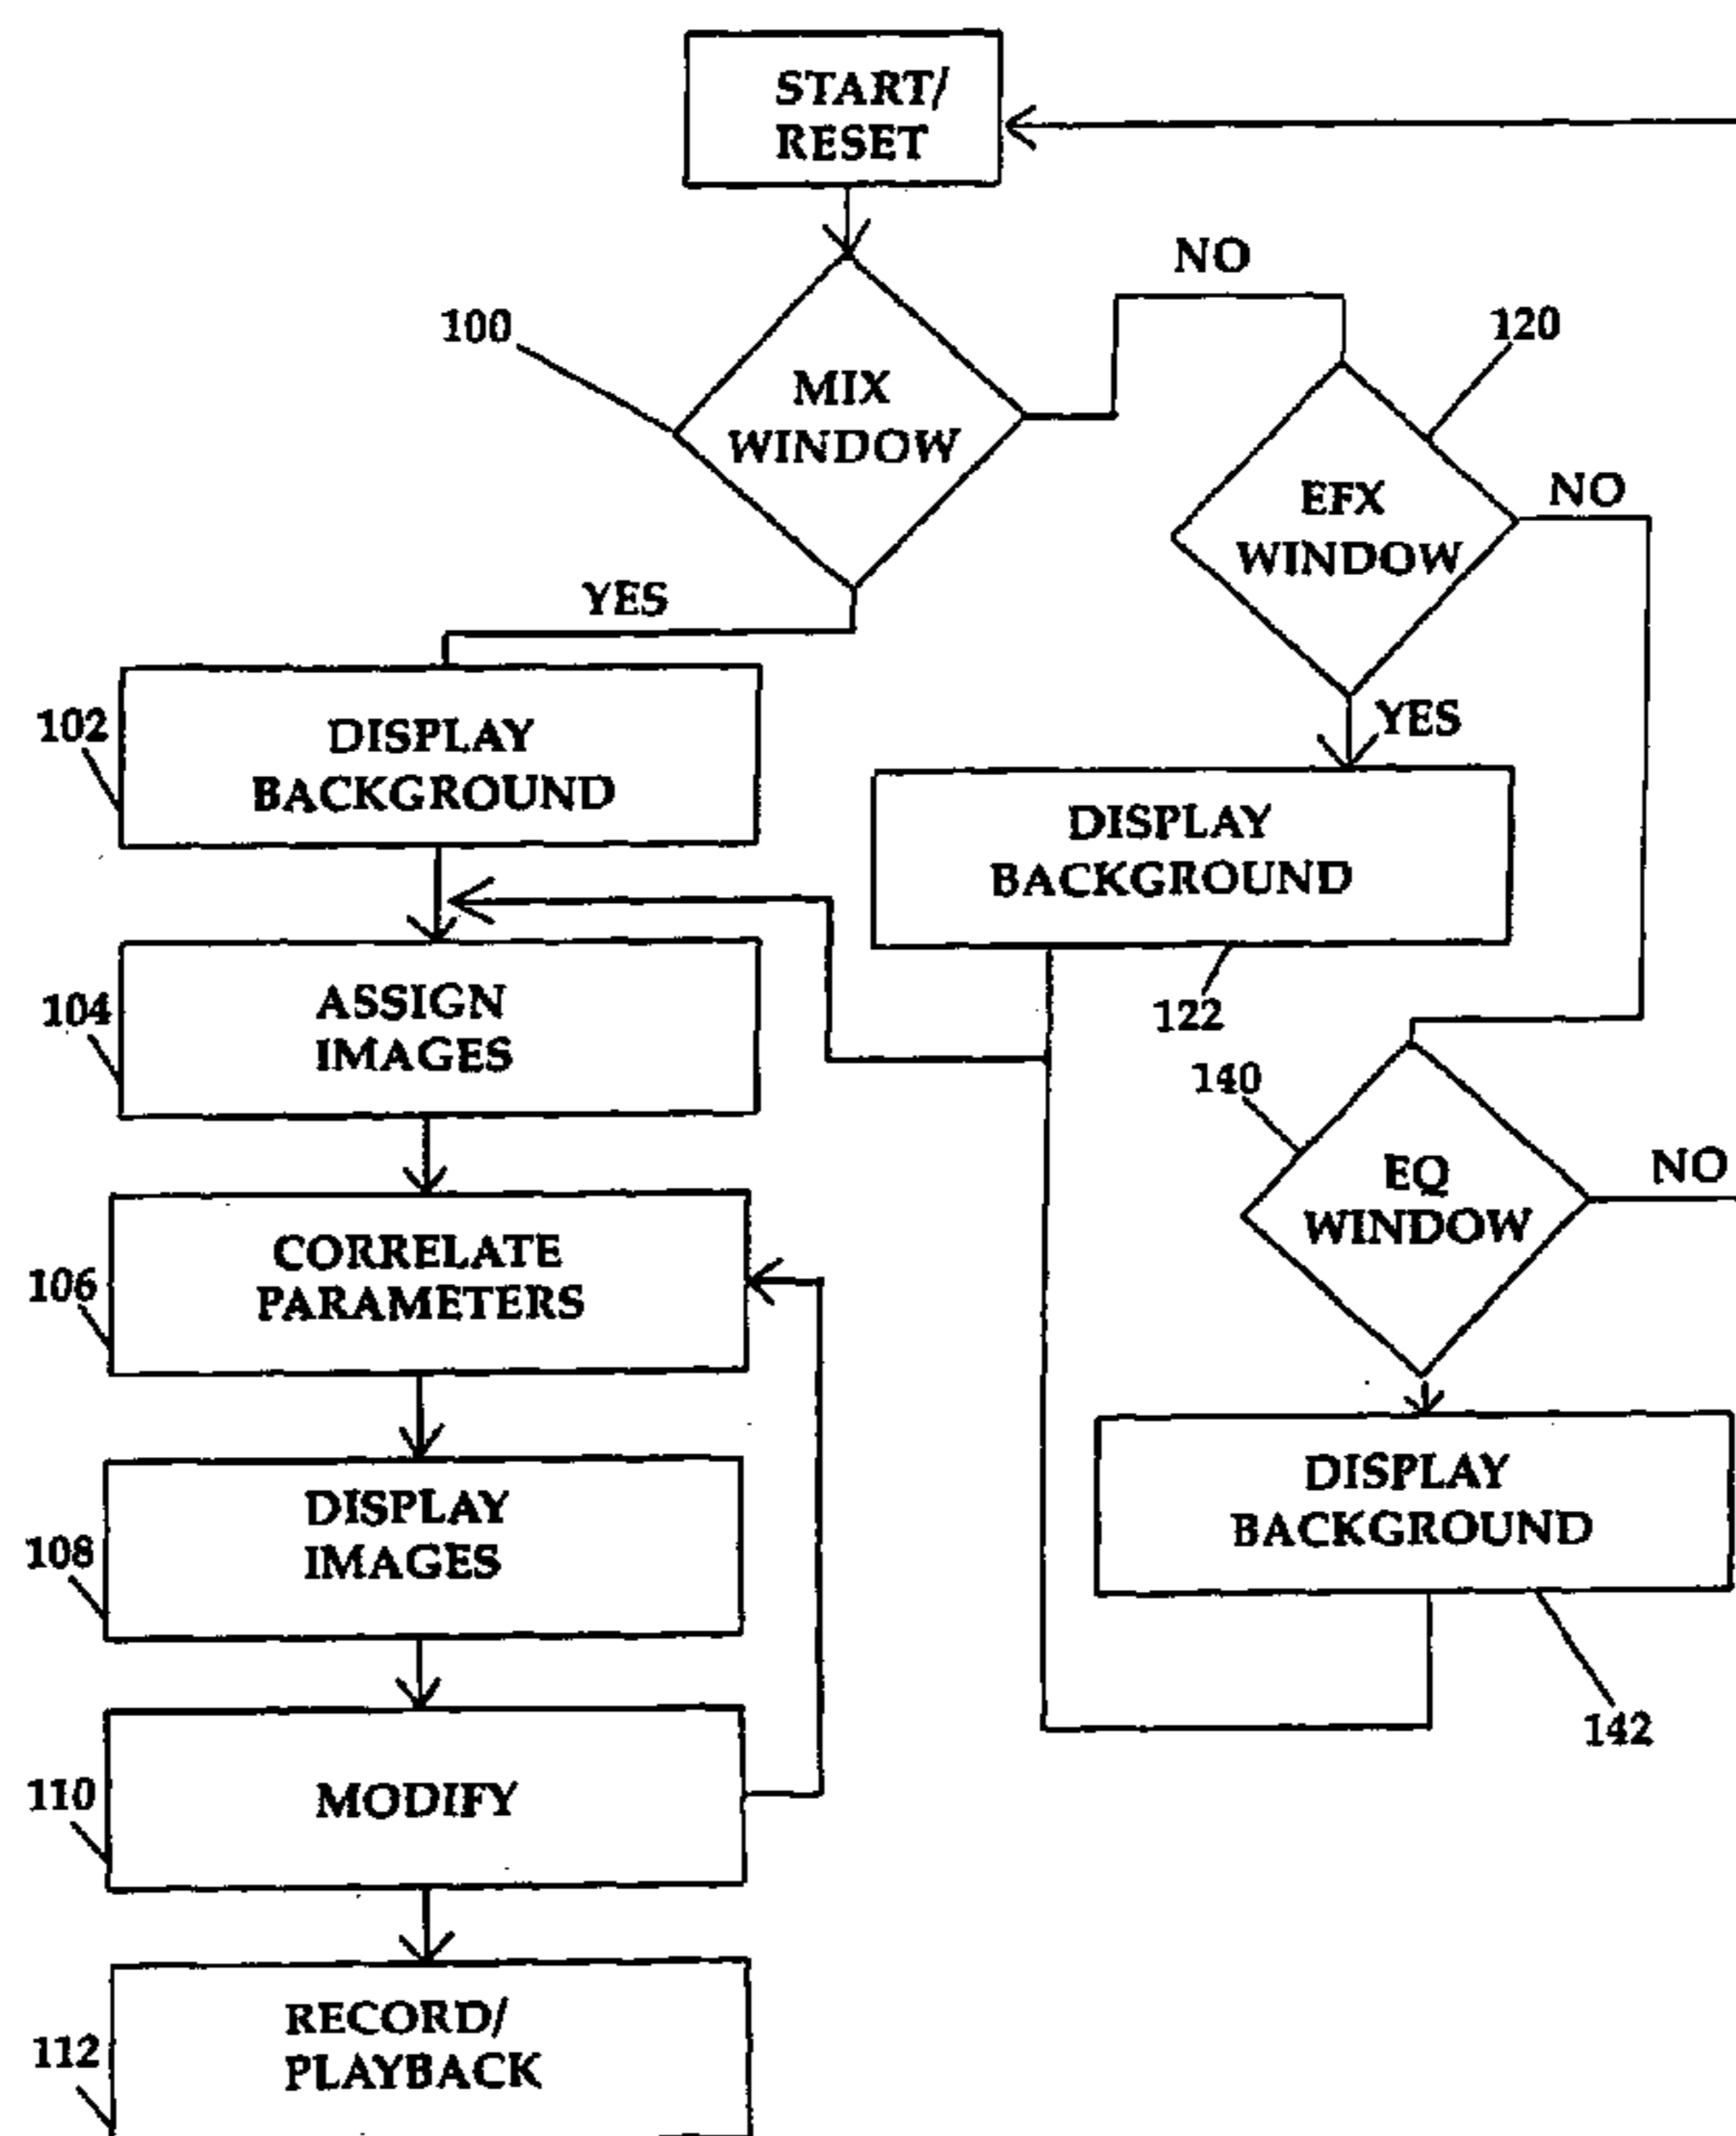 START/
RESET
NO
100
120
MIX
WINDOW
EFX
WINDOW
NO
YES
YES
102
DISPLAY
BACKGROUND
DISPLAY
BACKGROUND
104
ASSIGN
IMAGES
122
140
EQ
WINDOW
NO
106
CORRELATE
PARAMETERS
108
DISPLAY
IMAGES
DISPLAY
BACKGROUND
142
110
MODIFY
112
RECORD/
PLAYBACK